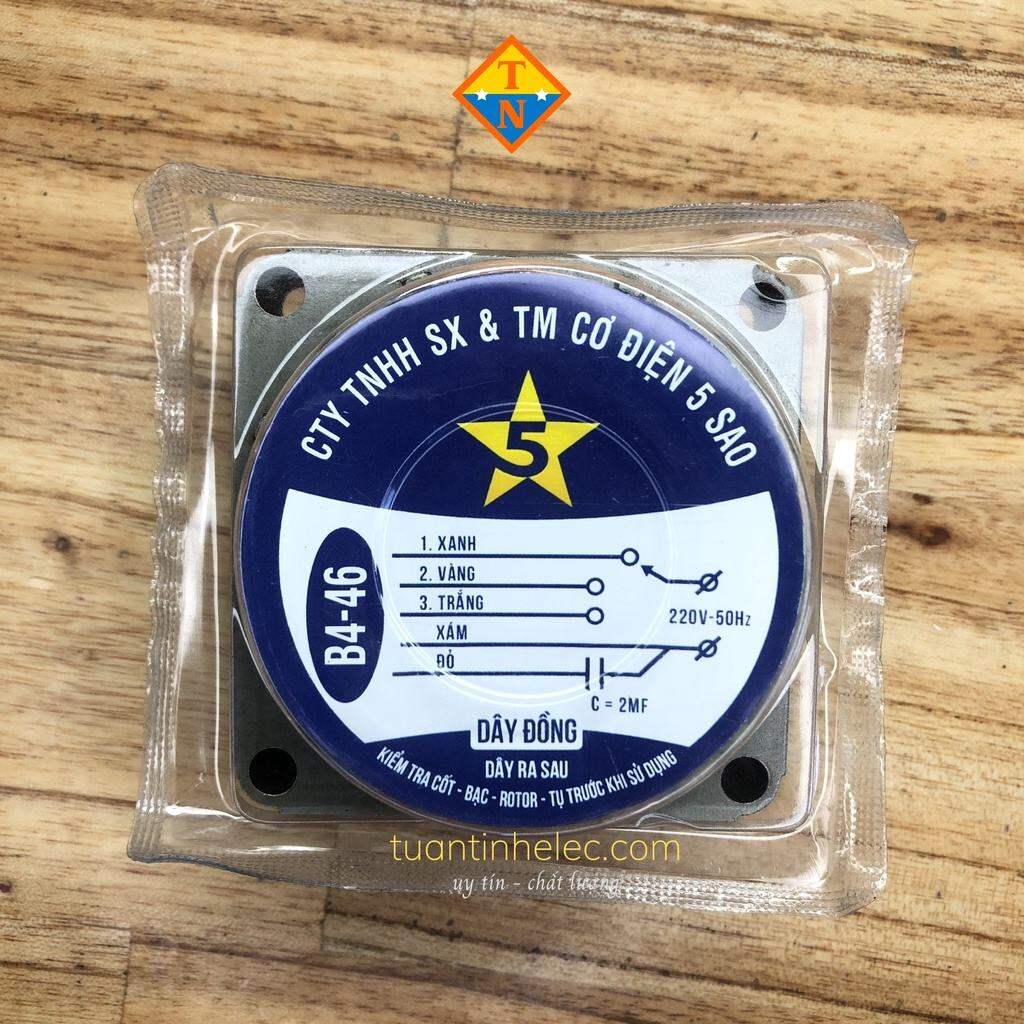 T
N
CTY TNHH SX & TM CƠ ĐIỆN 5 SAO
5
B4-46
1. XANH
2. VÀNG
3. TRẮNG
XÁM
ĐỎ
220V-50Hz
C = 2MF
DÂY ĐỒNG
DÂY RA SAU
KIỂM TRA CỐT - BẠC - ROTOR - TỤ TRƯỚC KHI SỬ DỤNG
tuantinhelec.com
uy tín - chất lượng